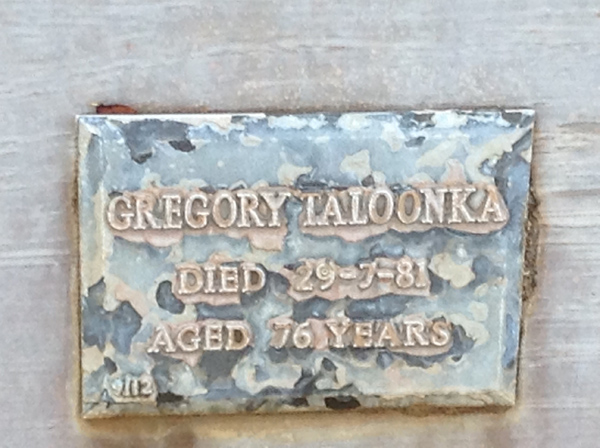 GREGORY TALOONKA
DIED 29-7-81
AGED 76 YEARS